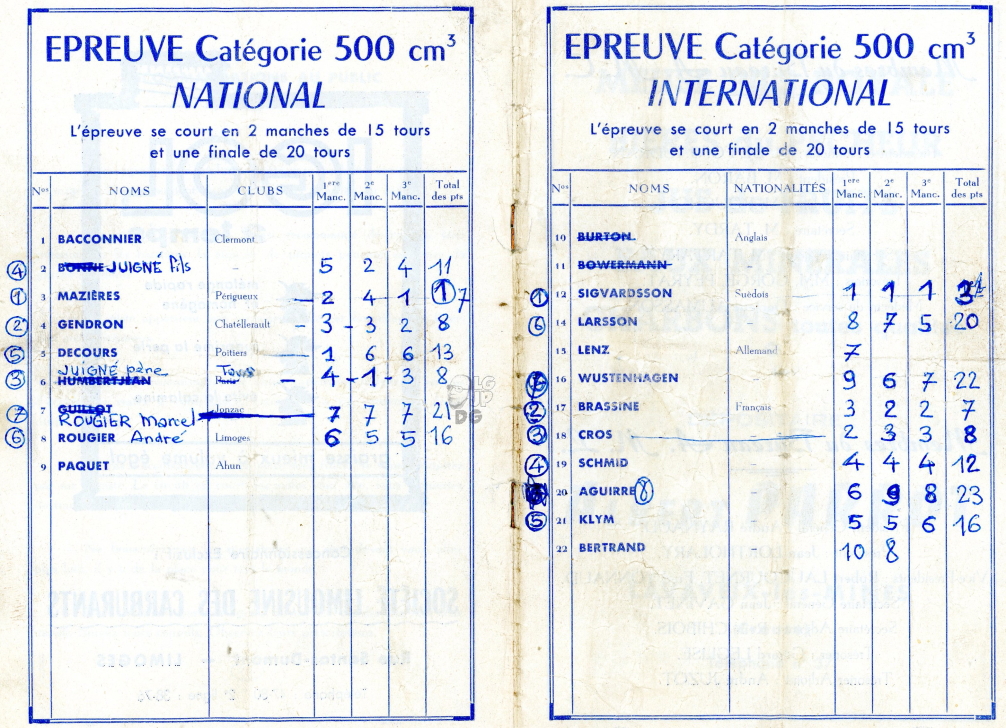 EPREUVE Catégorie 500 cm³
NATIONAL
L'épreuve se court en 2 manches de 15 tours
et une finale de 20 tours
Nos NOMS CLUBS 1ere Manc. 2e Manc. 3e Manc. Total des pts
1 BACCONNIER Clermont
④ 2 BONNE JUIGNÉ fils - 5 2 4 11
① 3 MAZIÈRES Périgueux - 2 4 1 7
② 4 GENDRON Chatéllerault - 3 - 3 2 8
⑤ 5 DECOURS Poitiers 1 6 6 13
JUIGNÉ père Tours
③ 6 HUMBERTJEAN Paris - 4 - 1 - 3 8
⑦ 7 GUILLOT Jonzac 7 7 7 21
ROUGIER Marcel
⑥ 8 ROUGIER André Limoges 6 5 5 16
9 PAQUET Ahun
EPREUVE Catégorie 500 cm³
INTERNATIONAL
L'épreuve se court en 2 manches de 15 tours
et une finale de 20 tours
Nos NOMS NATIONALITÉS 1ere Manc. 2e Manc. 3e Manc. Total des pts
10 BURTON Anglais
11 BOWERMANN -
① 12 SIGVARDSSON Suédois 1 1 1 3
⑥ 14 LARSSON - 8 7 5 20
15 LENZ Allemand 7
16 WUSTENHAGEN - 9 6 7 22
② 17 BRASSINE Français 3 2 2 7
③ 18 CROS 2 3 3 8
④ 19 SCHMID - 4 4 4 12
20 AGUIRRE ⑧ - 6 9 8 23
⑤ 21 KLYM - 5 5 6 16
22 BERTRAND - 10 8